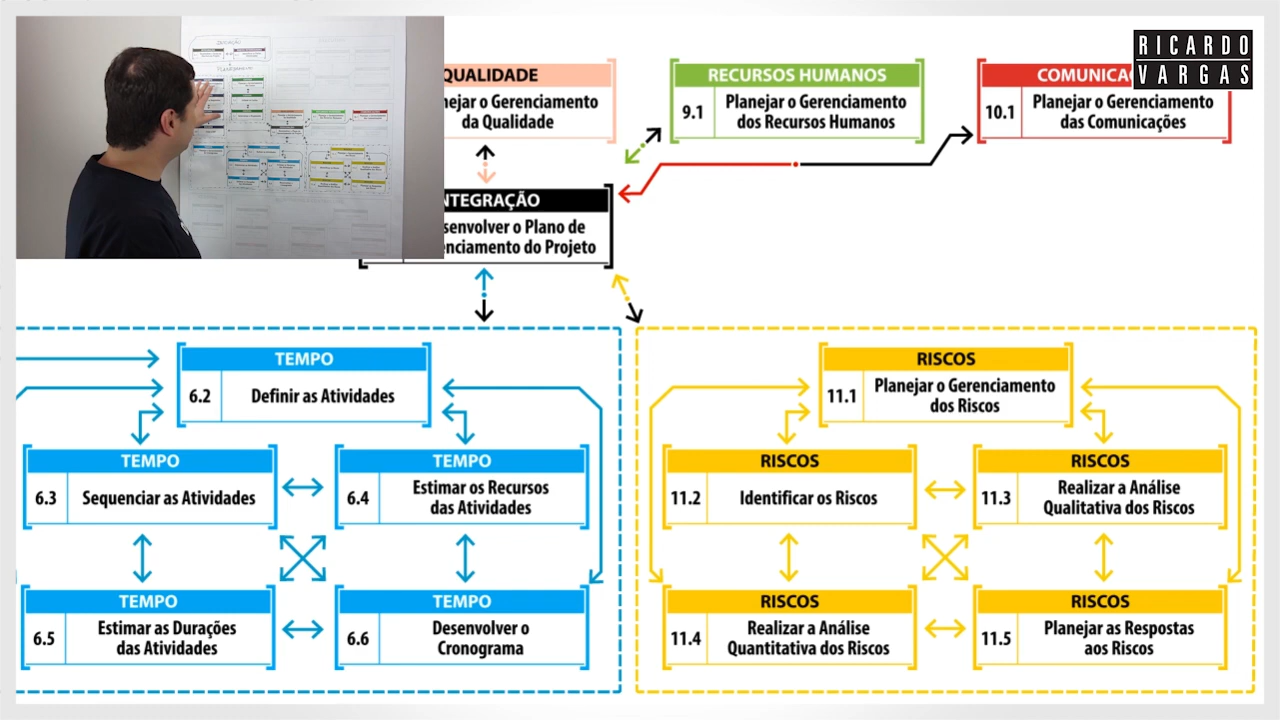 RICARDO
VARGAS
QUALIDADE
nejar o Gerenciamento
da Qualidade
RECURSOS HUMANOS
9.1
Planejar o Gerenciamento
dos Recursos Humanos
COMUNICAÇ
10.1
Planejar o Gerenciamento
das Comunicações
NTEGRAÇÃO
senvolver o Plano de
enciamento do Projeto
TEMPO
6.2
Definir as Atividades
TEMPO
6.3
Sequenciar as Atividades
TEMPO
6.4
Estimar os Recursos
das Atividades
TEMPO
6.5
Estimar as Durações
das Atividades
TEMPO
6.6
Desenvolver o
Cronograma
RISCOS
11.1
Planejar o Gerenciamento
dos Riscos
RISCOS
11.2
Identificar os Riscos
RISCOS
11.3
Realizar a Análise
Qualitativa dos Riscos
RISCOS
11.4
Realizar a Análise
Quantitativa dos Riscos
RISCOS
11.5
Planejar as Respostas
aos Riscos